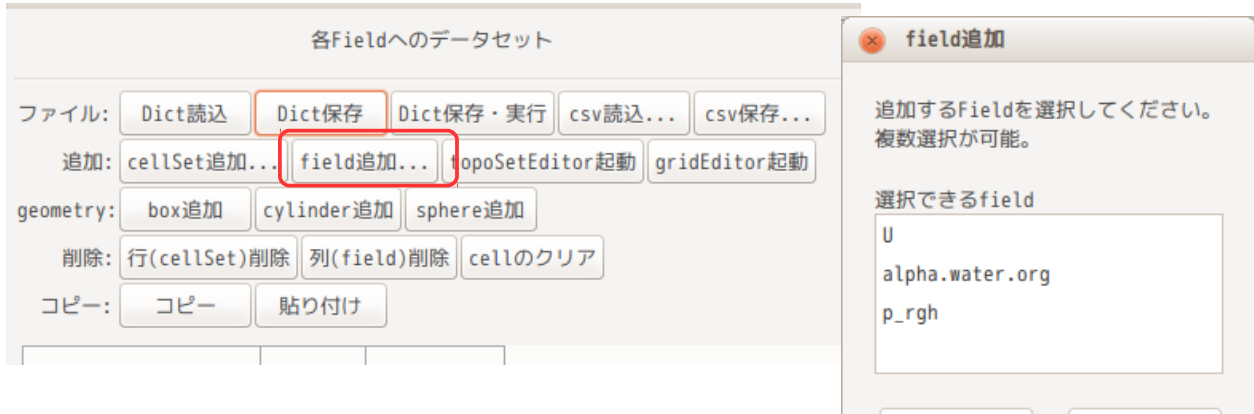 各Fieldへのデータセット
ファイル: Dict読込 Dict保存 Dict保存・実行 csv読込... csv保存...
追加: cellSet追加... field追加... topoSetEditor起動 gridEditor起動
geometry: box追加 cylinder追加 sphere追加
削除: 行(cellSet)削除 列(field)削除 cellのクリア
コピー: コピー 貼り付け
field追加
追加するFieldを選択してください。
複数選択が可能。
選択できるfield
U
alpha.water.org
p_rgh